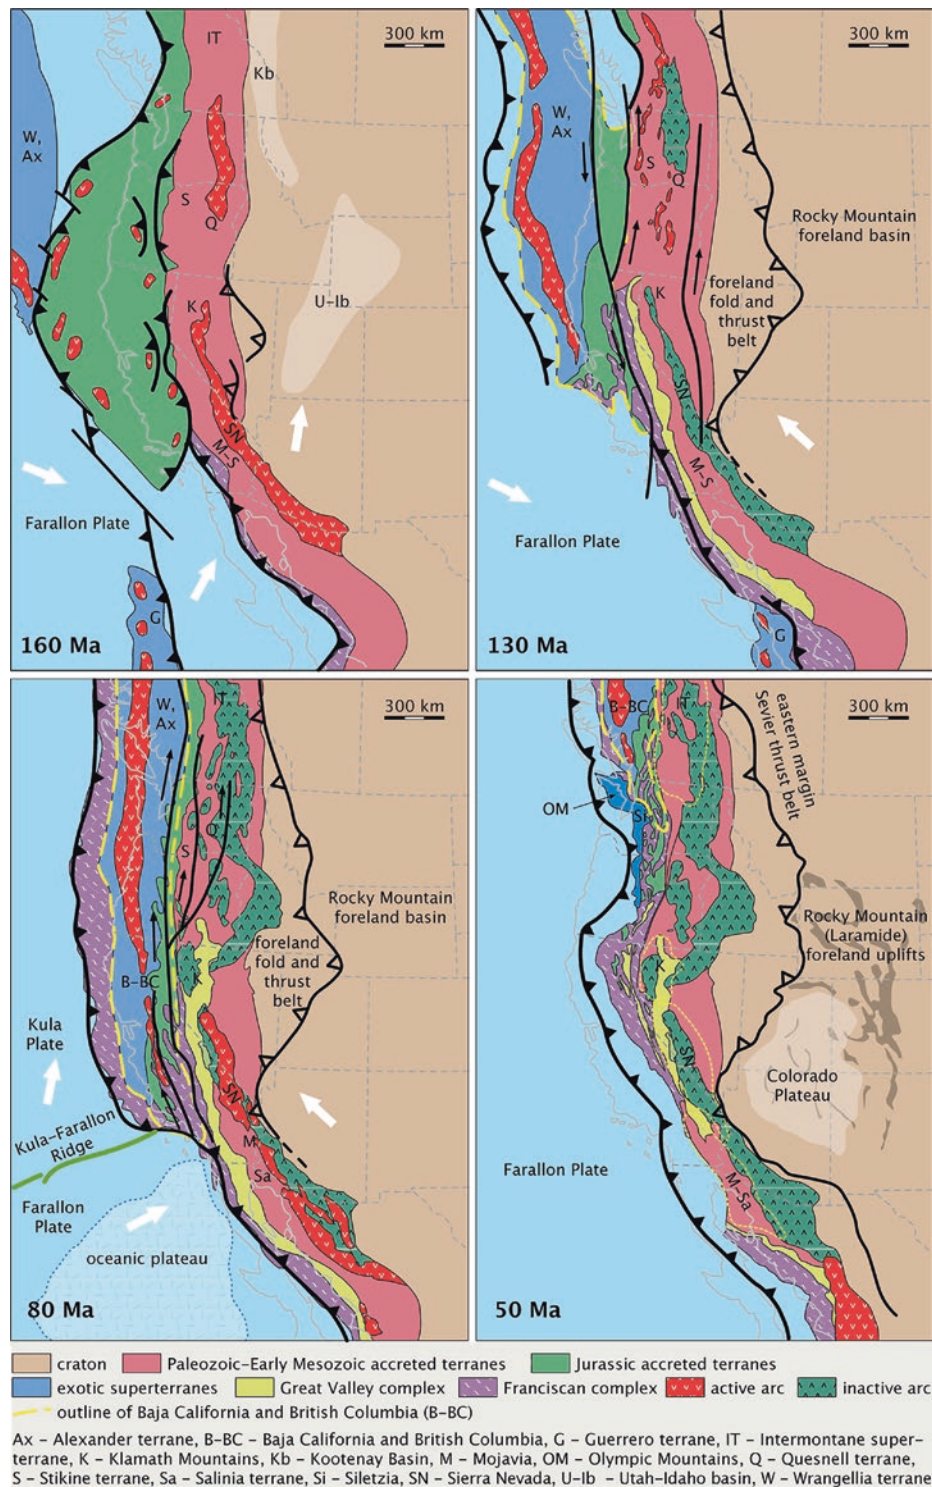 300 km
IT
Kb
W,
Ax
S
Q
U-Ib
K
SN
M-S
Farallon Plate
G
160 Ma
300 km
W,
Ax
S
Q
Rocky Mountain
foreland basin
foreland
fold and
thrust
belt
K
SN
M-S
Farallon Plate
G
130 Ma
300 km
W,
Ax
IT
Q
S
Rocky Mountain
foreland basin
foreland
fold and
thrust
belt
K
B-BC
Kula
Plate
SN
Kula-Farallon
Ridge
M
Sa
Farallon
Plate
oceanic plateau
80 Ma
300 km
B-BC
IT
eastern margin
Sevier thrust belt
OM
Si
Rocky Mountain
(Laramide)
foreland uplifts
K
SN
Colorado
Plateau
Farallon Plate
M-Sa
50 Ma
craton Paleozoic-Early Mesozoic accreted terranes Jurassic accreted terranes
exotic superterranes Great Valley complex Franciscan complex active arc inactive arc
outline of Baja California and British Columbia (B-BC)
Ax - Alexander terrane, B-BC - Baja California and British Columbia, G - Guerrero terrane, IT - Intermontane super-
terrane, K - Klamath Mountains, Kb - Kootenay Basin, M - Mojavia, OM - Olympic Mountains, Q - Quesnell terrane,
S - Stikine terrane, Sa - Salinia terrane, Si - Siletzia, SN - Sierra Nevada, U-Ib - Utah-Idaho basin, W - Wrangellia terrane